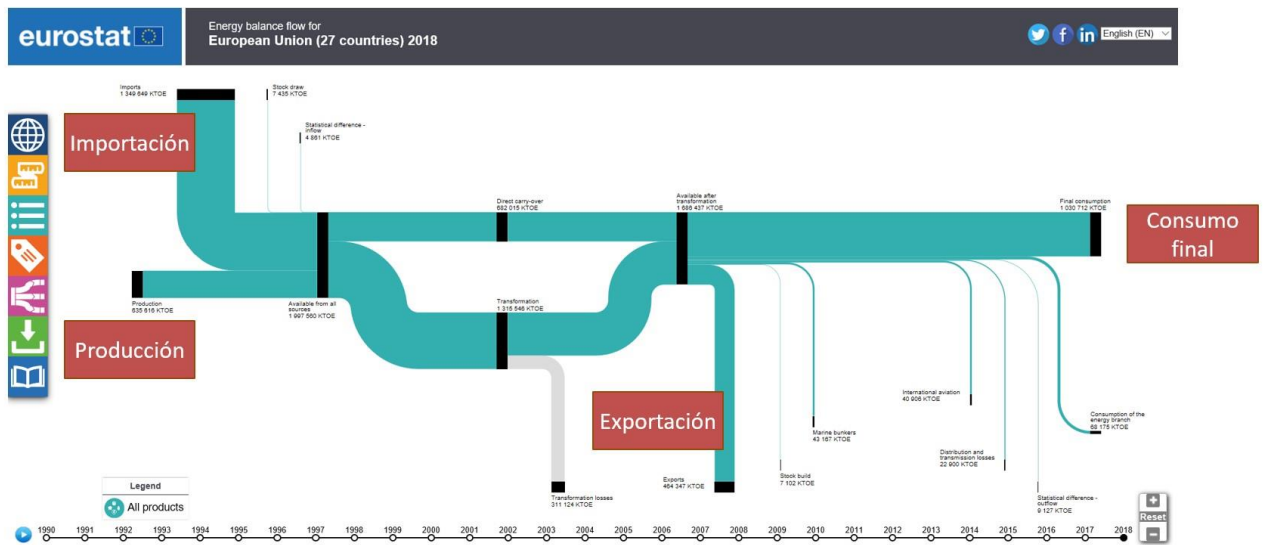 eurostat
Energy balance flow for
European Union (27 countries) 2018
English (EN)
Imports
1 349 649 KTOE
Stock draw
7 435 KTOE
Statistical difference -
inflow
4 861 KTOE
Importación
Direct carry-over
682 015 KTOE
Available after
transformation
1 686 437 KTOE
Final consumption
1 030 712 KTOE
Consumo
final
Production
635 616 KTOE
Available from all
sources
1 997 560 KTOE
Transformation
1 315 546 KTOE
Producción
Exportación
International aviation
40 906 KTOE
Marine bunkers
43 167 KTOE
Consumption of the
energy branch
68 176 KTOE
Distribution and
transmission losses
22 900 KTOE
Stock build
7 102 KTOE
Exports
464 347 KTOE
Transformation losses
311 124 KTOE
Statistical difference -
outflow
9 127 KTOE
Legend
All products
Reset
1990 1991 1992 1993 1994 1995 1996 1997 1998 1999 2000 2001 2002 2003 2004 2005 2006 2007 2008 2009 2010 2011 2012 2013 2014 2015 2016 2017 2018